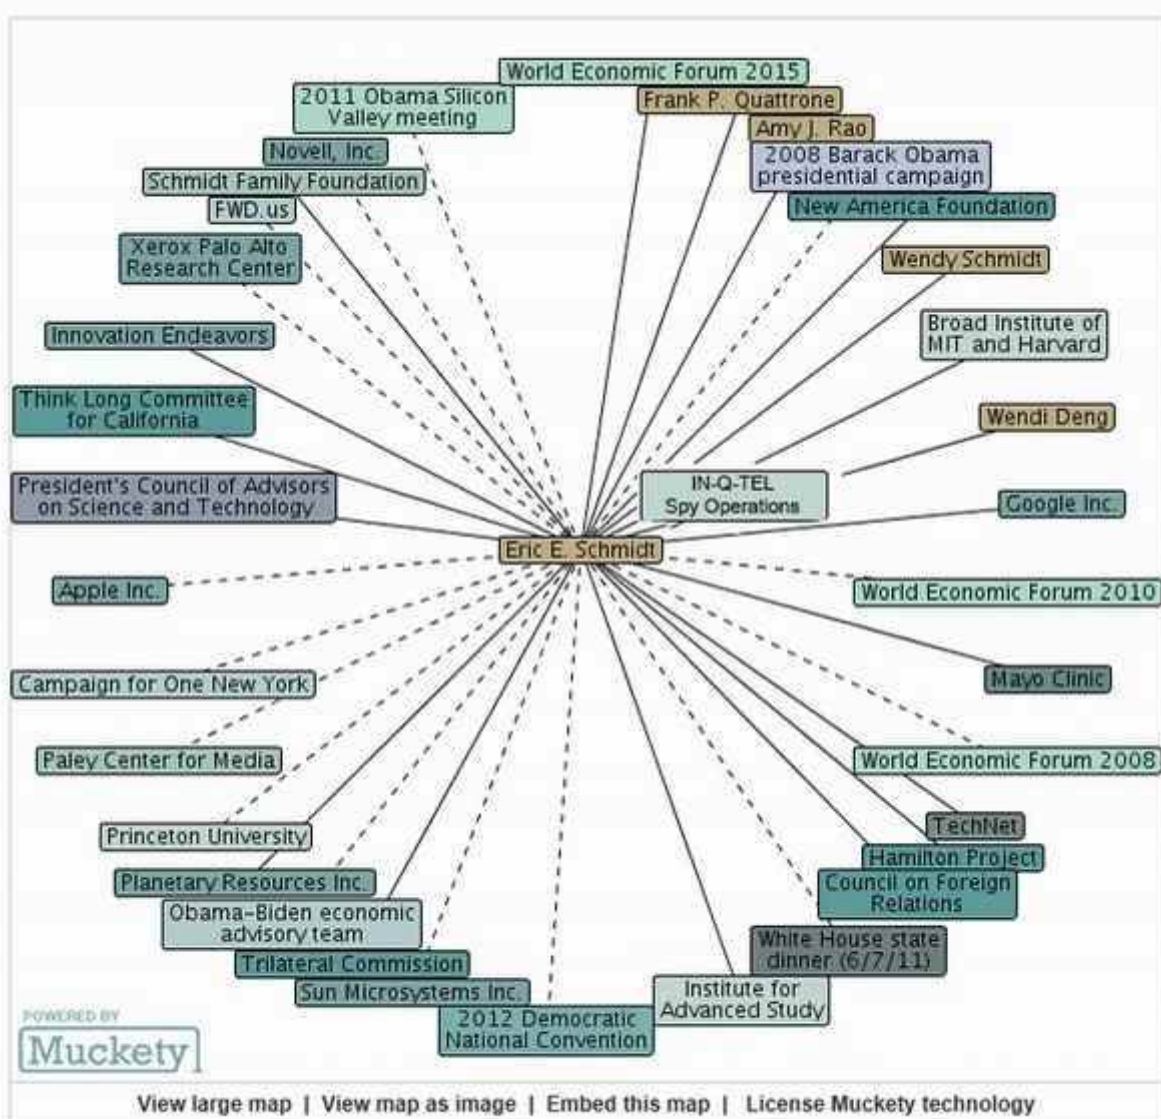 World Economic Forum 2015
2011 Obama Silicon
Valley meeting
Frank P. Quattrone
Amy J. Rao
Novell, Inc.
2008 Barack Obama
presidential campaign
Schmidt Family Foundation
FWD.us
New America Foundation
Xerox Palo Alto
Research Center
Wendy Schmidt
Innovation Endeavors
Broad Institute of
MIT and Harvard
Think Long Committee
for California
Wendi Deng
President's Council of Advisors
on Science and Technology
IN-Q-TEL
Spy Operations
Google Inc.
Eric E. Schmidt
Apple Inc.
World Economic Forum 2010
Campaign for One New York
Mayo Clinic
Paley Center for Media
World Economic Forum 2008
Princeton University
TechNet
Hamilton Project
Planetary Resources Inc.
Council on Foreign
Relations
Obama-Biden economic
advisory team
White House state
dinner (6/7/11)
Trilateral Commission
Sun Microsystems Inc.
Institute for
Advanced Study
2012 Democratic
National Convention
POWERED BY
Muckety
View large map | View map as image | Embed this map | License Muckety technology